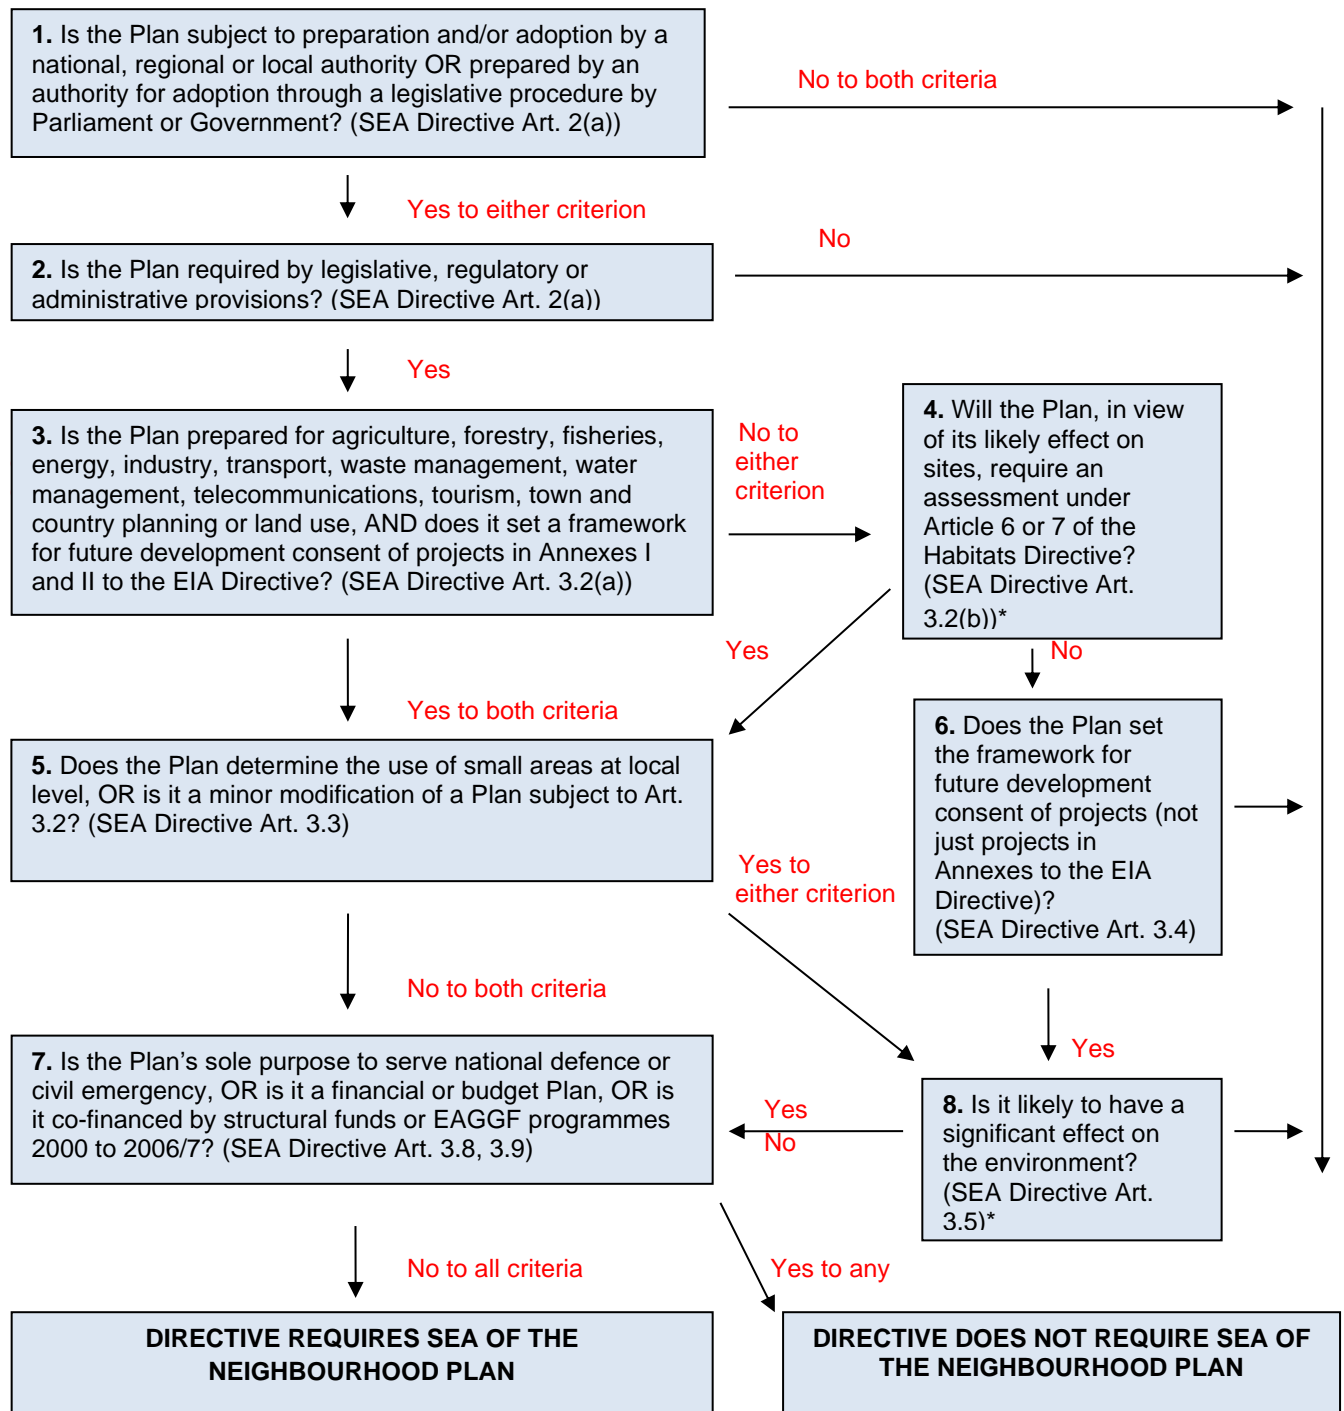 1. Is the Plan subject to preparation and/or adoption by a
national, regional or local authority OR prepared by an
authority for adoption through a legislative procedure by
Parliament or Government? (SEA Directive Art. 2(a))
No to both criteria
Yes to either criterion
2. Is the Plan required by legislative, regulatory or
administrative provisions? (SEA Directive Art. 2(a))
No
Yes
3. Is the Plan prepared for agriculture, forestry, fisheries,
energy, industry, transport, waste management, water
management, telecommunications, tourism, town and
country planning or land use, AND does it set a framework
for future development consent of projects in Annexes I
and II to the EIA Directive? (SEA Directive Art. 3.2(a))
No to
either
criterion
4. Will the Plan, in view
of its likely effect on
sites, require an
assessment under
Article 6 or 7 of the
Habitats Directive?
(SEA Directive Art.
3.2(b))*
Yes
No
Yes to both criteria
5. Does the Plan determine the use of small areas at local
level, OR is it a minor modification of a Plan subject to Art.
3.2? (SEA Directive Art. 3.3)
6. Does the Plan set
the framework for
future development
consent of projects (not
just projects in
Annexes to the EIA
Directive)?
(SEA Directive Art. 3.4)
Yes to
either criterion
No to both criteria
Yes
7. Is the Plan's sole purpose to serve national defence or
civil emergency, OR is it a financial or budget Plan, OR is
it co-financed by structural funds or EAGGF programmes
2000 to 2006/7? (SEA Directive Art. 3.8, 3.9)
Yes
No
8. Is it likely to have a
significant effect on
the environment?
(SEA Directive Art.
3.5)*
No to all criteria
Yes to any
DIRECTIVE REQUIRES SEA OF THE
NEIGHBOURHOOD PLAN
DIRECTIVE DOES NOT REQUIRE SEA OF
THE NEIGHBOURHOOD PLAN